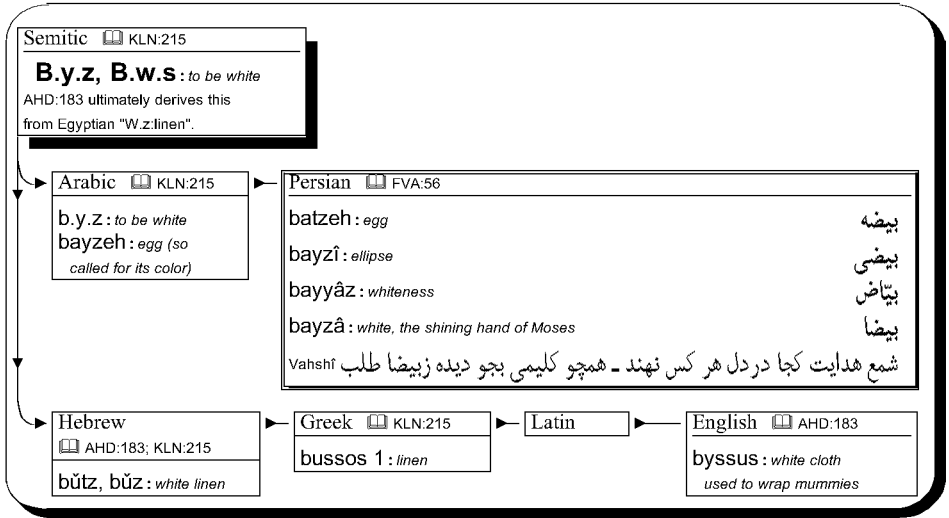 Semitic 📖 KLN:215
B.y.z, B.w.s : to be white
AHD:183 ultimately derives this
from Egyptian "W.z:linen".
Arabic 📖 KLN:215
b.y.z : to be white
bayzeh : egg (so
called for its color)
Persian 📖 FVA:56
batzeh : egg بیضه
bayzî : ellipse بیضی
bayyâz : whiteness بیّاض
bayzâ : white, the shining hand of Moses بیضا
Vahshî شمع هدایت کجا دردل هر کس نهند ـ همچو کلیمی بجو دیده زبیضا طلب
Hebrew
📖 AHD:183; KLN:215
bŭtz, bŭz : white linen
Greek 📖 KLN:215
bussos 1 : linen
Latin
English 📖 AHD:183
byssus : white cloth
used to wrap mummies